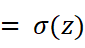 = σ(z)